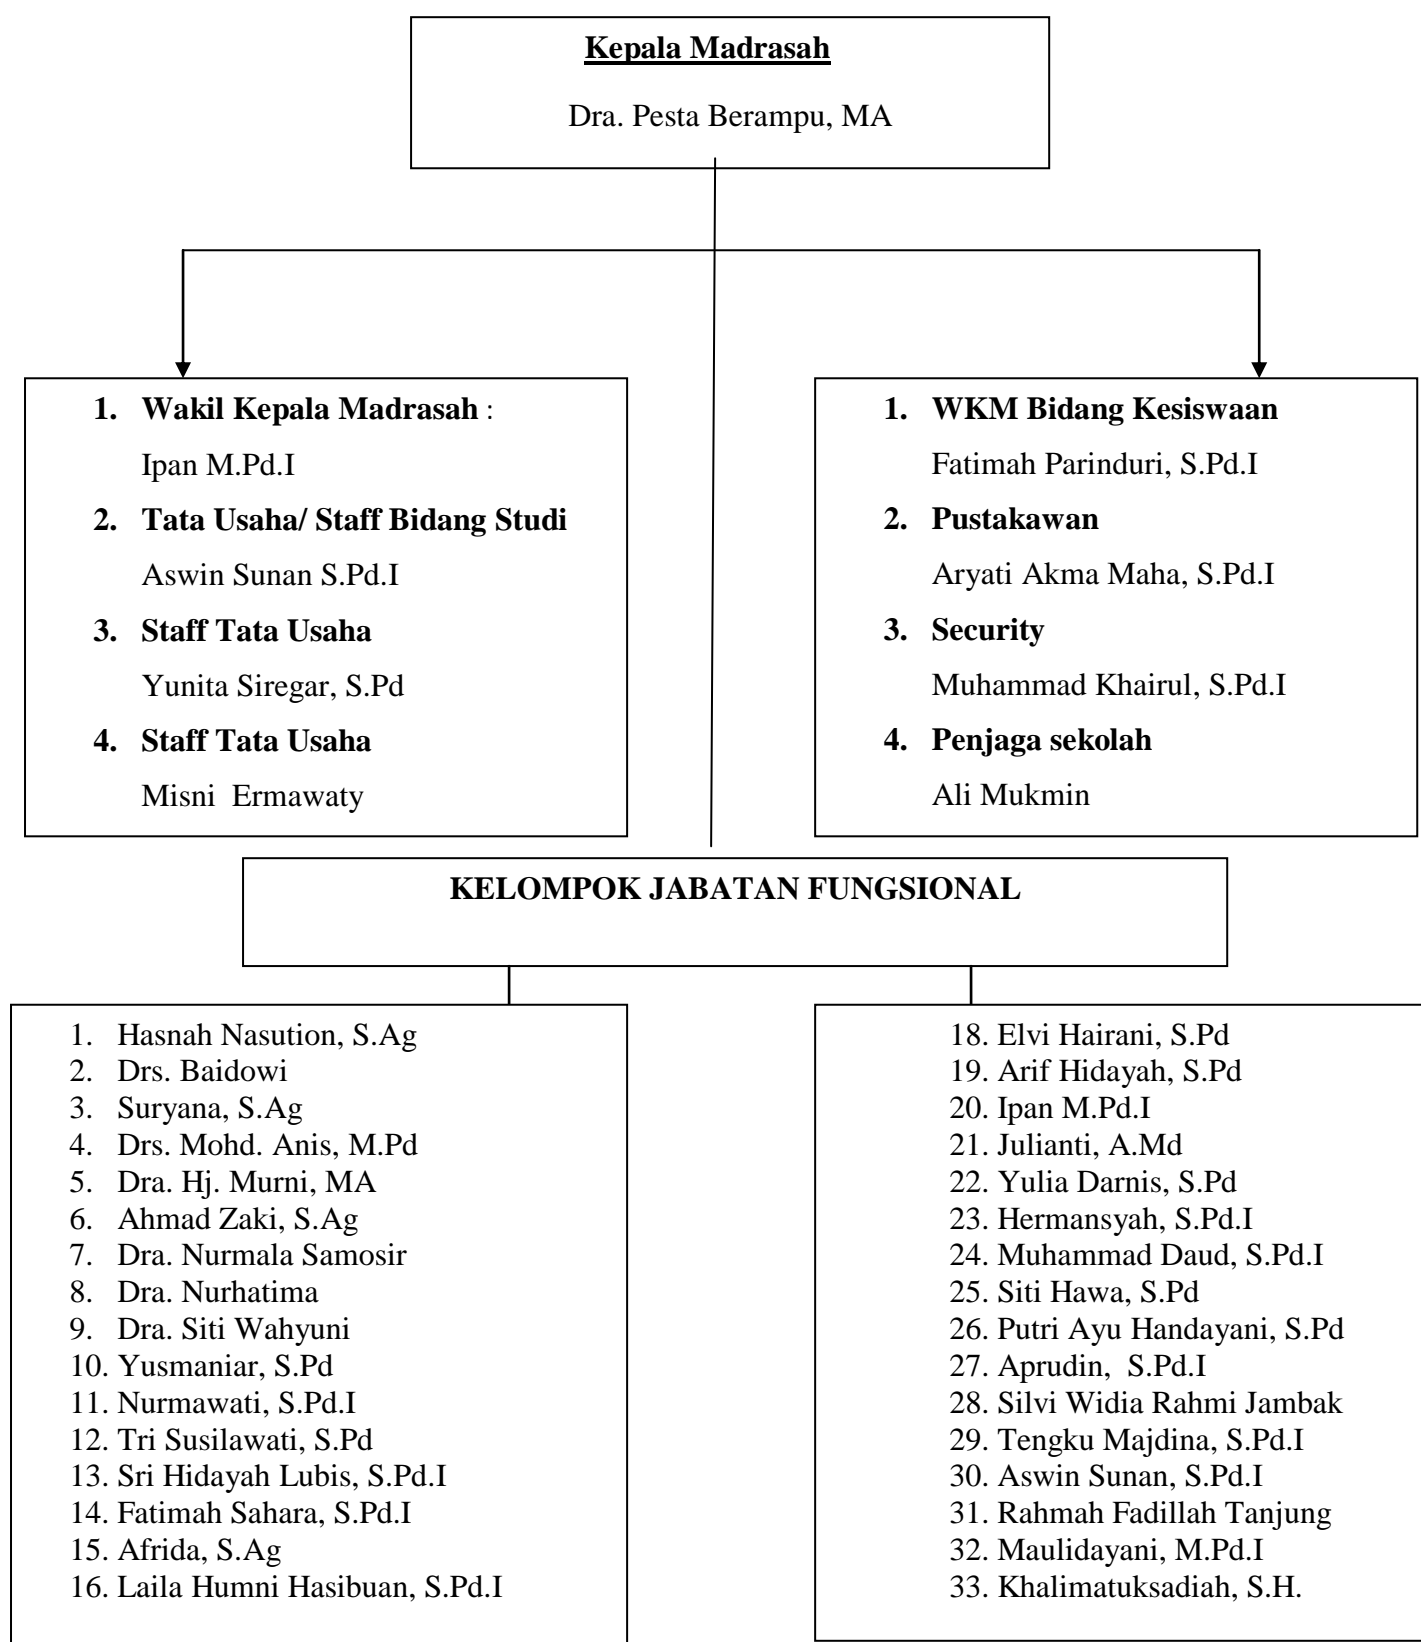 Kepala Madrasah
Dra. Pesta Berampu, MA
1. Wakil Kepala Madrasah :
Ipan M.Pd.I
2. Tata Usaha/ Staff Bidang Studi
Aswin Sunan S.Pd.I
3. Staff Tata Usaha
Yunita Siregar, S.Pd
4. Staff Tata Usaha
Misni Ermawaty
1. WKM Bidang Kesiswaan
Fatimah Parinduri, S.Pd.I
2. Pustakawan
Aryati Akma Maha, S.Pd.I
3. Security
Muhammad Khairul, S.Pd.I
4. Penjaga sekolah
Ali Mukmin
KELOMPOK JABATAN FUNGSIONAL
1. Hasnah Nasution, S.Ag
2. Drs. Baidowi
3. Suryana, S.Ag
4. Drs. Mohd. Anis, M.Pd
5. Dra. Hj. Murni, MA
6. Ahmad Zaki, S.Ag
7. Dra. Nurmala Samosir
8. Dra. Nurhatima
9. Dra. Siti Wahyuni
10. Yusmaniar, S.Pd
11. Nurmawati, S.Pd.I
12. Tri Susilawati, S.Pd
13. Sri Hidayah Lubis, S.Pd.I
14. Fatimah Sahara, S.Pd.I
15. Afrida, S.Ag
16. Laila Humni Hasibuan, S.Pd.I
18. Elvi Hairani, S.Pd
19. Arif Hidayah, S.Pd
20. Ipan M.Pd.I
21. Julianti, A.Md
22. Yulia Darnis, S.Pd
23. Hermansyah, S.Pd.I
24. Muhammad Daud, S.Pd.I
25. Siti Hawa, S.Pd
26. Putri Ayu Handayani, S.Pd
27. Aprudin, S.Pd.I
28. Silvi Widia Rahmi Jambak
29. Tengku Majdina, S.Pd.I
30. Aswin Sunan, S.Pd.I
31. Rahmah Fadillah Tanjung
32. Maulidayani, M.Pd.I
33. Khalimatuksadiah, S.H.